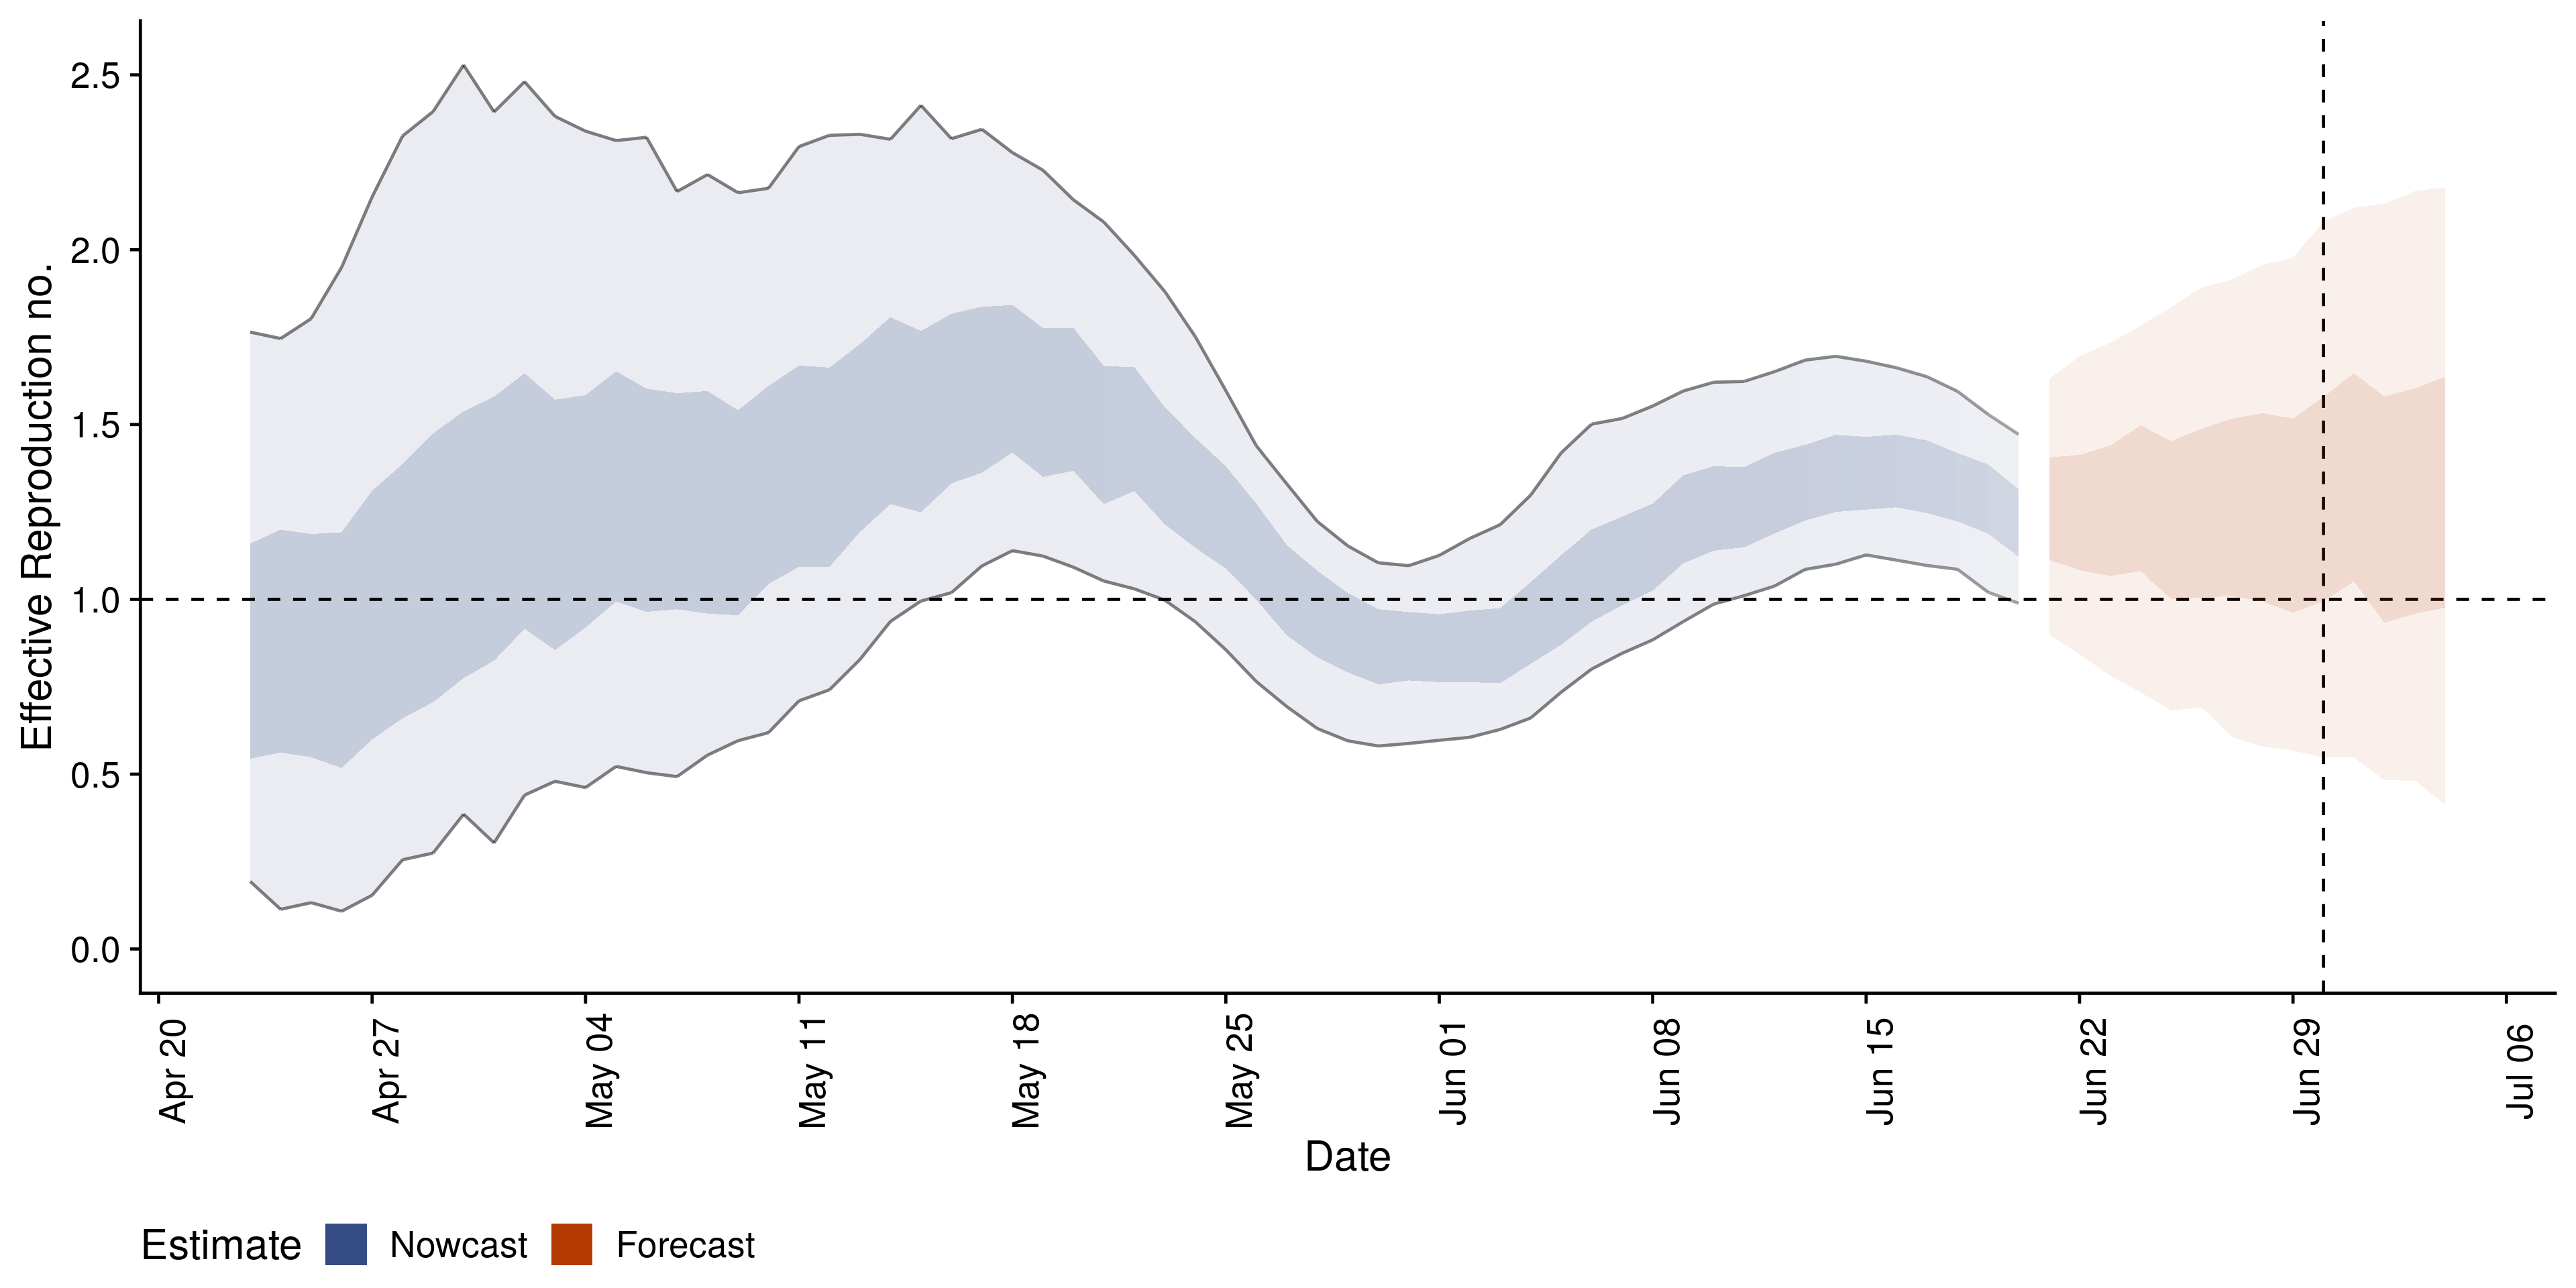 Effective Reproduction no.
2.5
2.0
1.5
1.0
0.5
0.0
Apr 20
Apr 27
May 04
May 11
May 18
May 25
Jun 01
Jun 08
Jun 15
Jun 22
Jun 29
Jul 06
Date
Estimate Nowcast Forecast